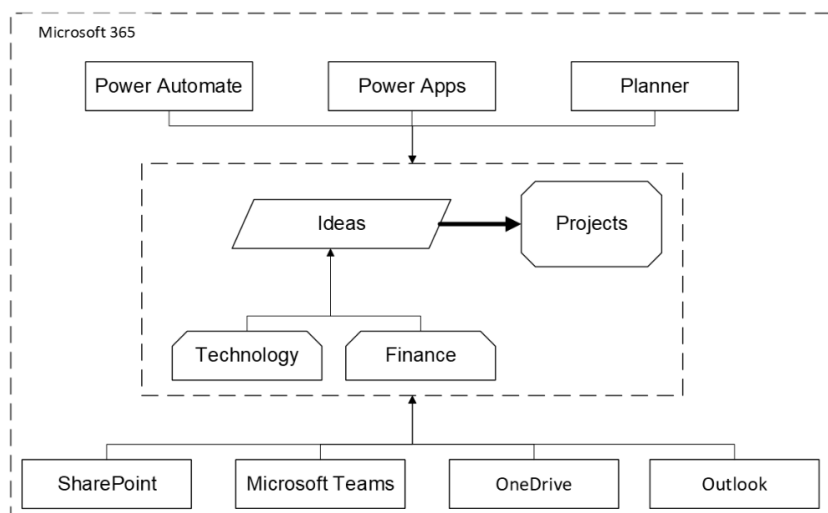 Microsoft 365
Power Automate
Power Apps
Planner
Ideas
Projects
Technology
Finance
SharePoint
Microsoft Teams
OneDrive
Outlook